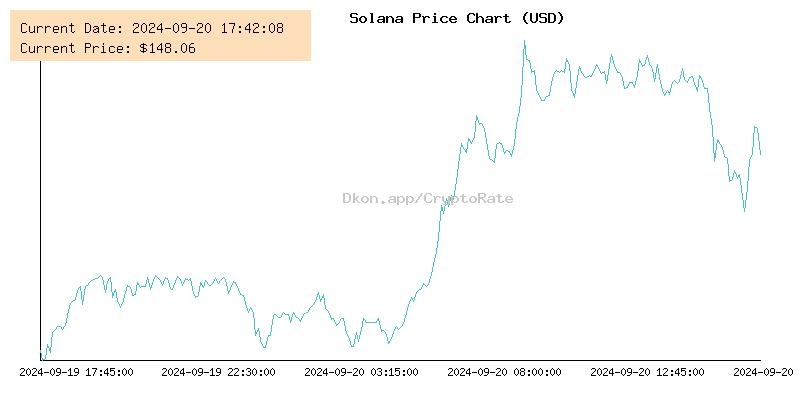 Solana Price Chart (USD)
Current Date: 2024-09-20 17:42:08
Current Price: $148.06
Dkon.app/CryptoRate
2024-09-19 17:45:00
2024-09-19 22:30:00
2024-09-20 03:15:00
2024-09-20 08:00:00
2024-09-20 12:45:00
2024-09-20